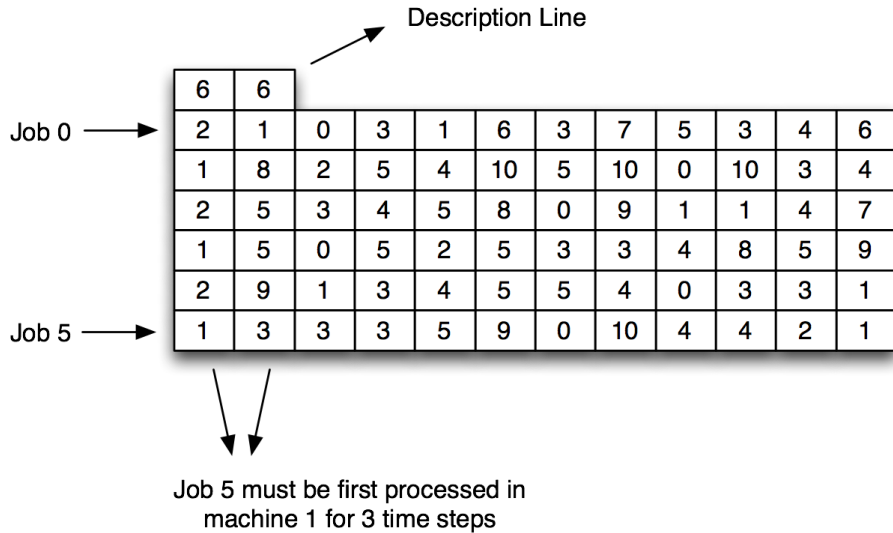 Description Line
6 6
Job 0 2 1 0 3 1 6 3 7 5 3 4 6
1 8 2 5 4 10 5 10 0 10 3 4
2 5 3 4 5 8 0 9 1 1 4 7
1 5 0 5 2 5 3 3 4 8 5 9
2 9 1 3 4 5 5 4 0 3 3 1
Job 5 1 3 3 3 5 9 0 10 4 4 2 1
Job 5 must be first processed in
machine 1 for 3 time steps